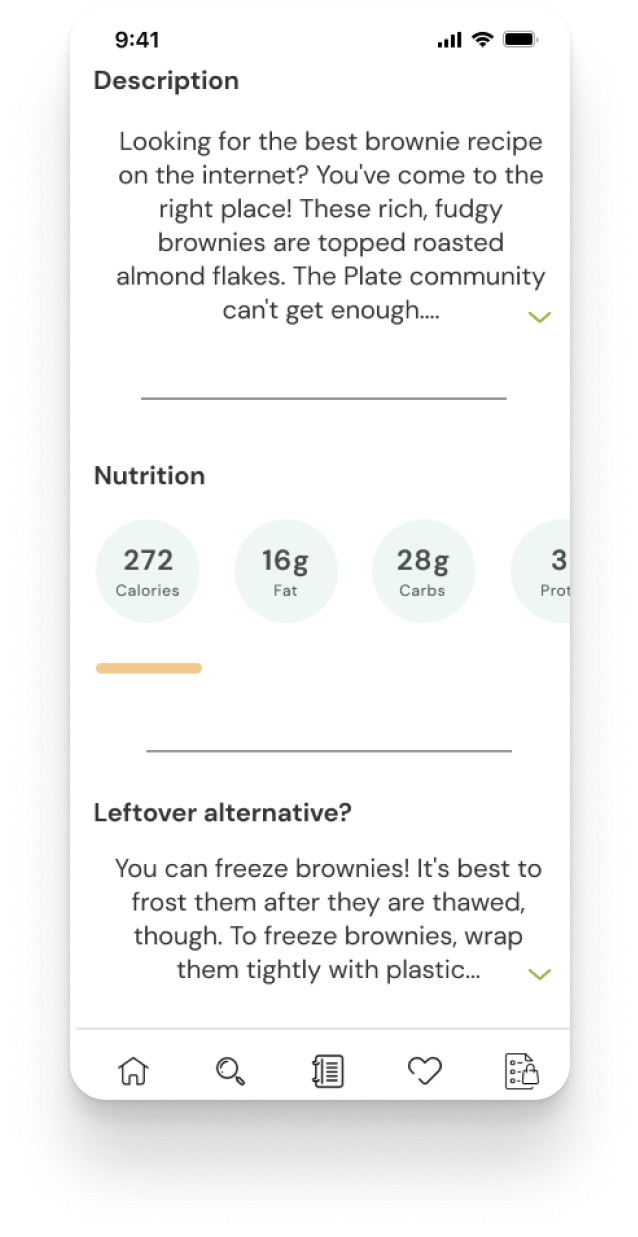 9:41
Description
Looking for the best brownie recipe
on the internet? You've come to the
right place! These rich, fudgy
brownies are topped roasted
almond flakes. The Plate community
can't get enough....
Nutrition
272 16g 28g 3
Calories Fat Carbs Prot
Leftover alternative?
You can freeze brownies! It's best to
frost them after they are thawed,
though. To freeze brownies, wrap
them tightly with plastic...